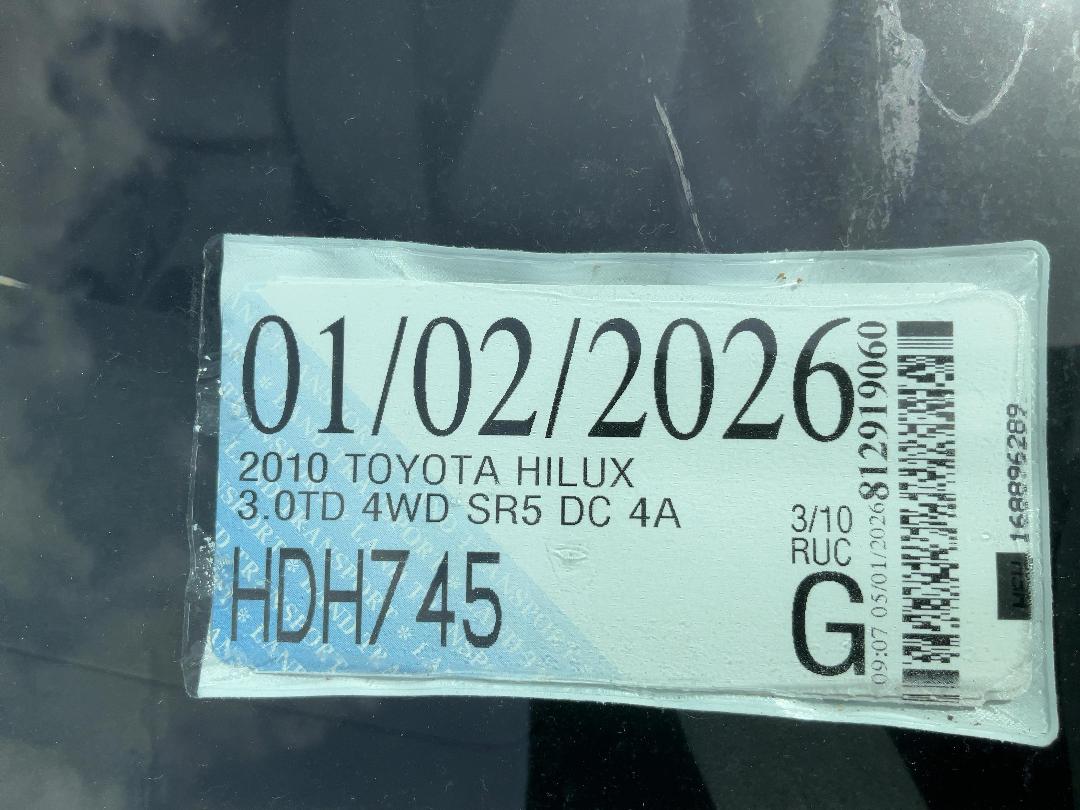 01/02/2026
2010 TOYOTA HILUX
3.0TD 4WD SR5 DC 4A
HDH745
3/10
RUC
G
09:07 05/01/2026 812919060
168896289